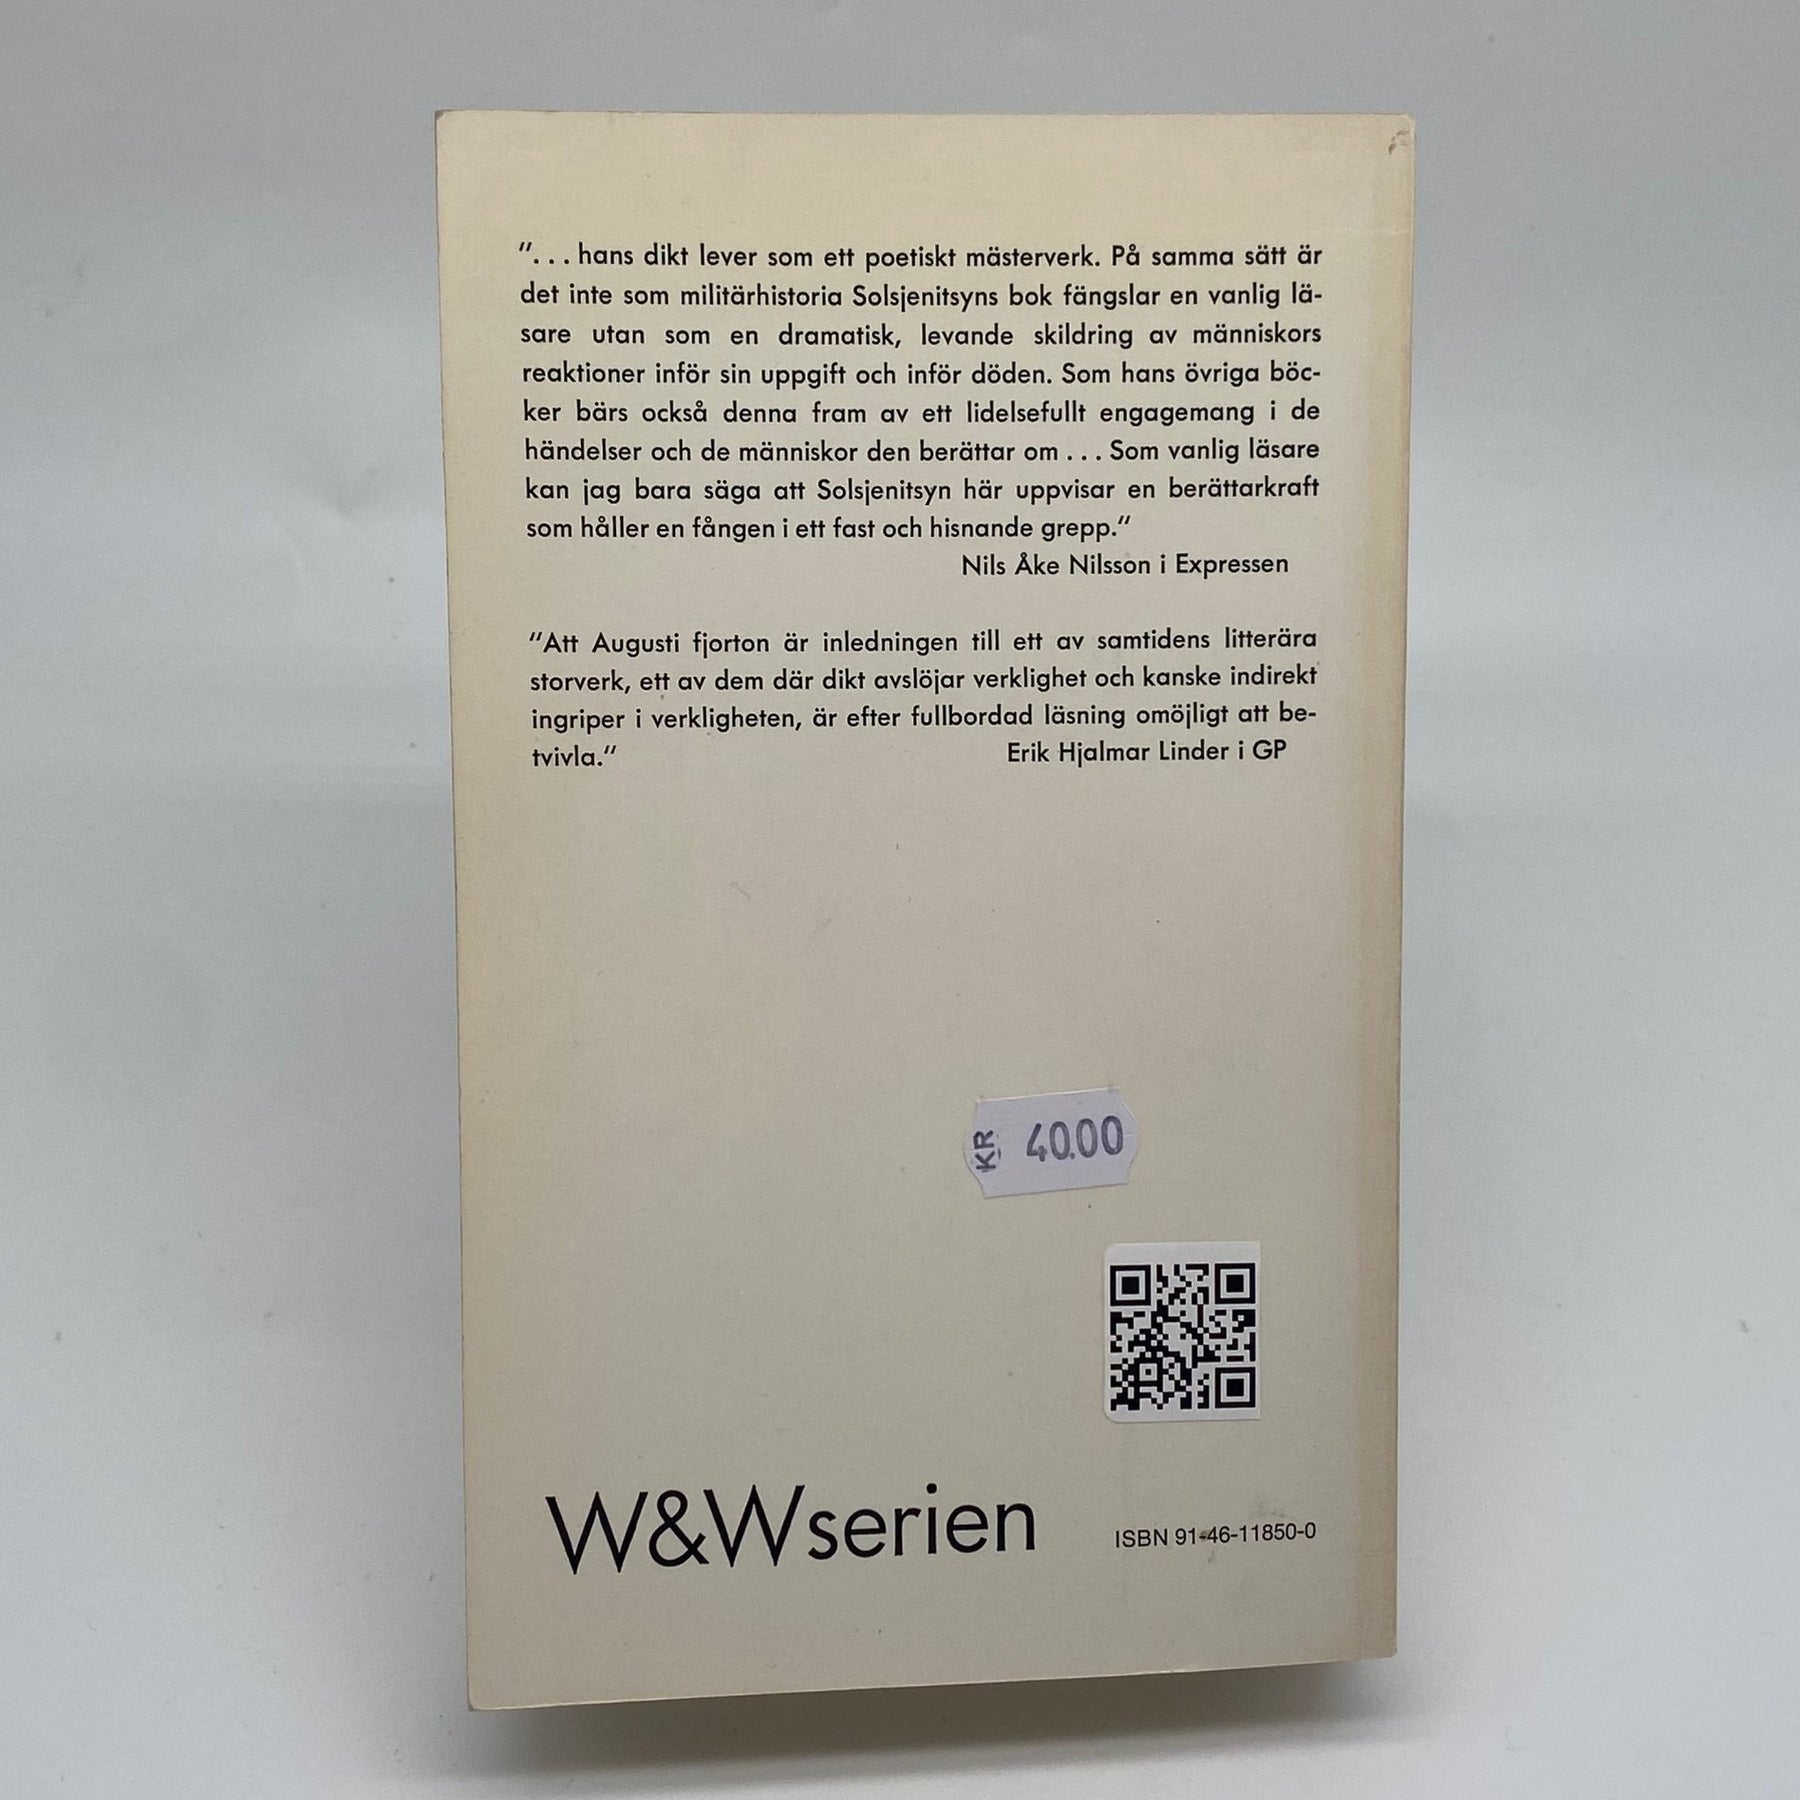 "... hans dikt lever som ett poetiskt mästerverk. På samma sätt är
det inte som militärhistoria Solsjenitsyns bok fängslar en vanlig lä-
sare utan som en dramatisk, levande skildring av människors
reaktioner inför sin uppgift och inför döden. Som hans övriga böc-
ker bärs också denna fram av ett lidelsefullt engagemang i de
händelser och de människor den berättar om ... Som vanlig läsare
kan jag bara säga att Solsjenitsyn här uppvisar en berättarkraft
som håller en fången i ett fast och hisnande grepp."
Nils Åke Nilsson i Expressen
"Att Augusti fjorton är inledningen till ett av samtidens litterära
storverk, ett av dem där dikt avslöjar verklighet och kanske indirekt
ingriper i verkligheten, är efter fullbordad läsning omöjligt att be-
tvivla." Erik Hjalmar Linder i GP
KR 40.00
W&Wserien
ISBN 91-46-11850-0